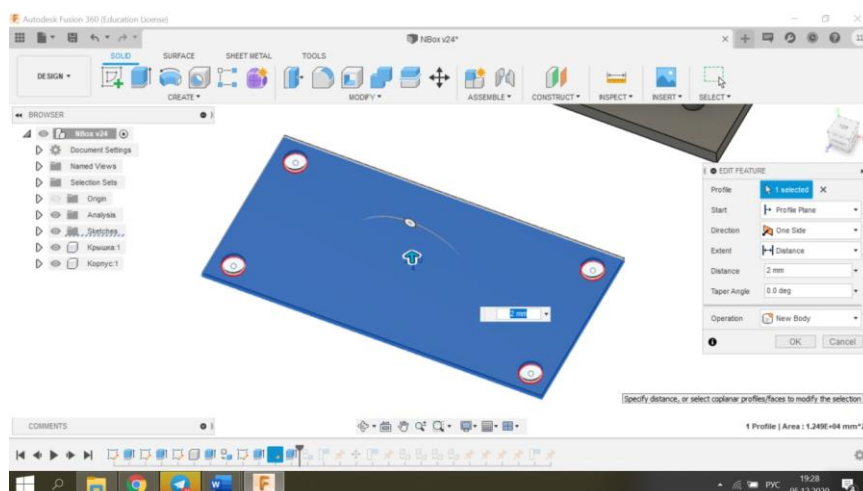 Autodesk Fusion 360 (Education License)
NBox v24*
SOLID SURFACE SHEET METAL TOOLS
DESIGN
CREATE MODIFY ASSEMBLE CONSTRUCT INSPECT INSERT SELECT
BROWSER
NBox v24
Document Settings
Named Views
Selection Sets
Origin
Analysis
Sketches
Крышка:1
Корпус:1
EDIT FEATURE
Profile 1 selected
Start Profile Plane
Direction One Side
Extent Distance
Distance 2 mm
Taper Angle 0.0 deg
Operation New Body
OK Cancel
2 mm
Specify distance, or select coplanar profiles/faces to modify the selection
COMMENTS
1 Profile | Area : 1.249E+04 mm^
19:28
РУС
05.12.2020